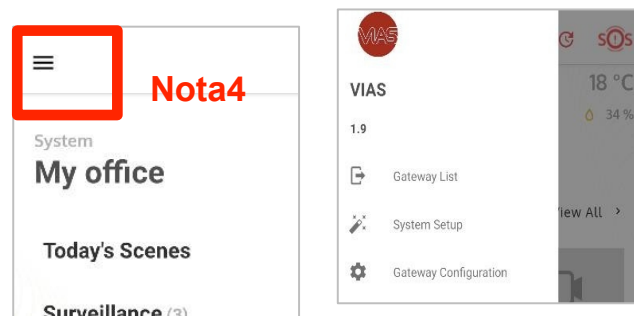 Nota4
System
My office
Today's Scenes
Surveillance (3)
VIAS
SOS
18 °C
VIAS
34 %
1.9
Gateway List
View All >
System Setup
Gateway Configuration